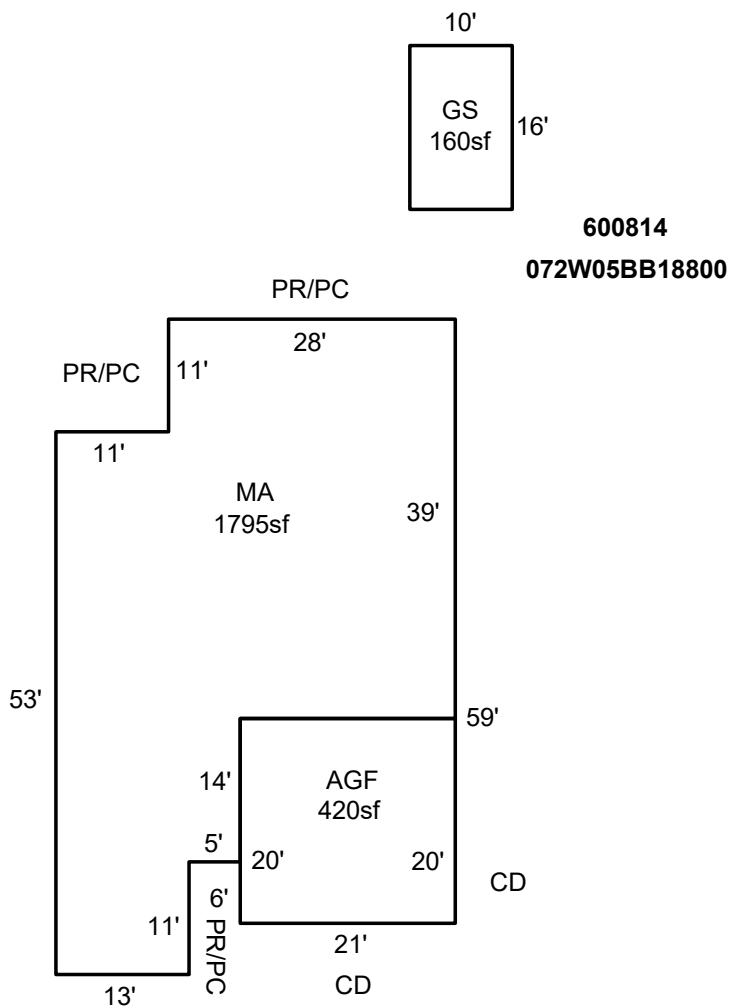 10'
GS
160sf
16'
600814
072W05BB18800
PR/PC
28'
PR/PC
11'
11'
MA
1795sf
39'
53'
59'
14'
AGF
420sf
5'
20'
20'
CD
6'
11'
PR/PC
21'
13'
CD